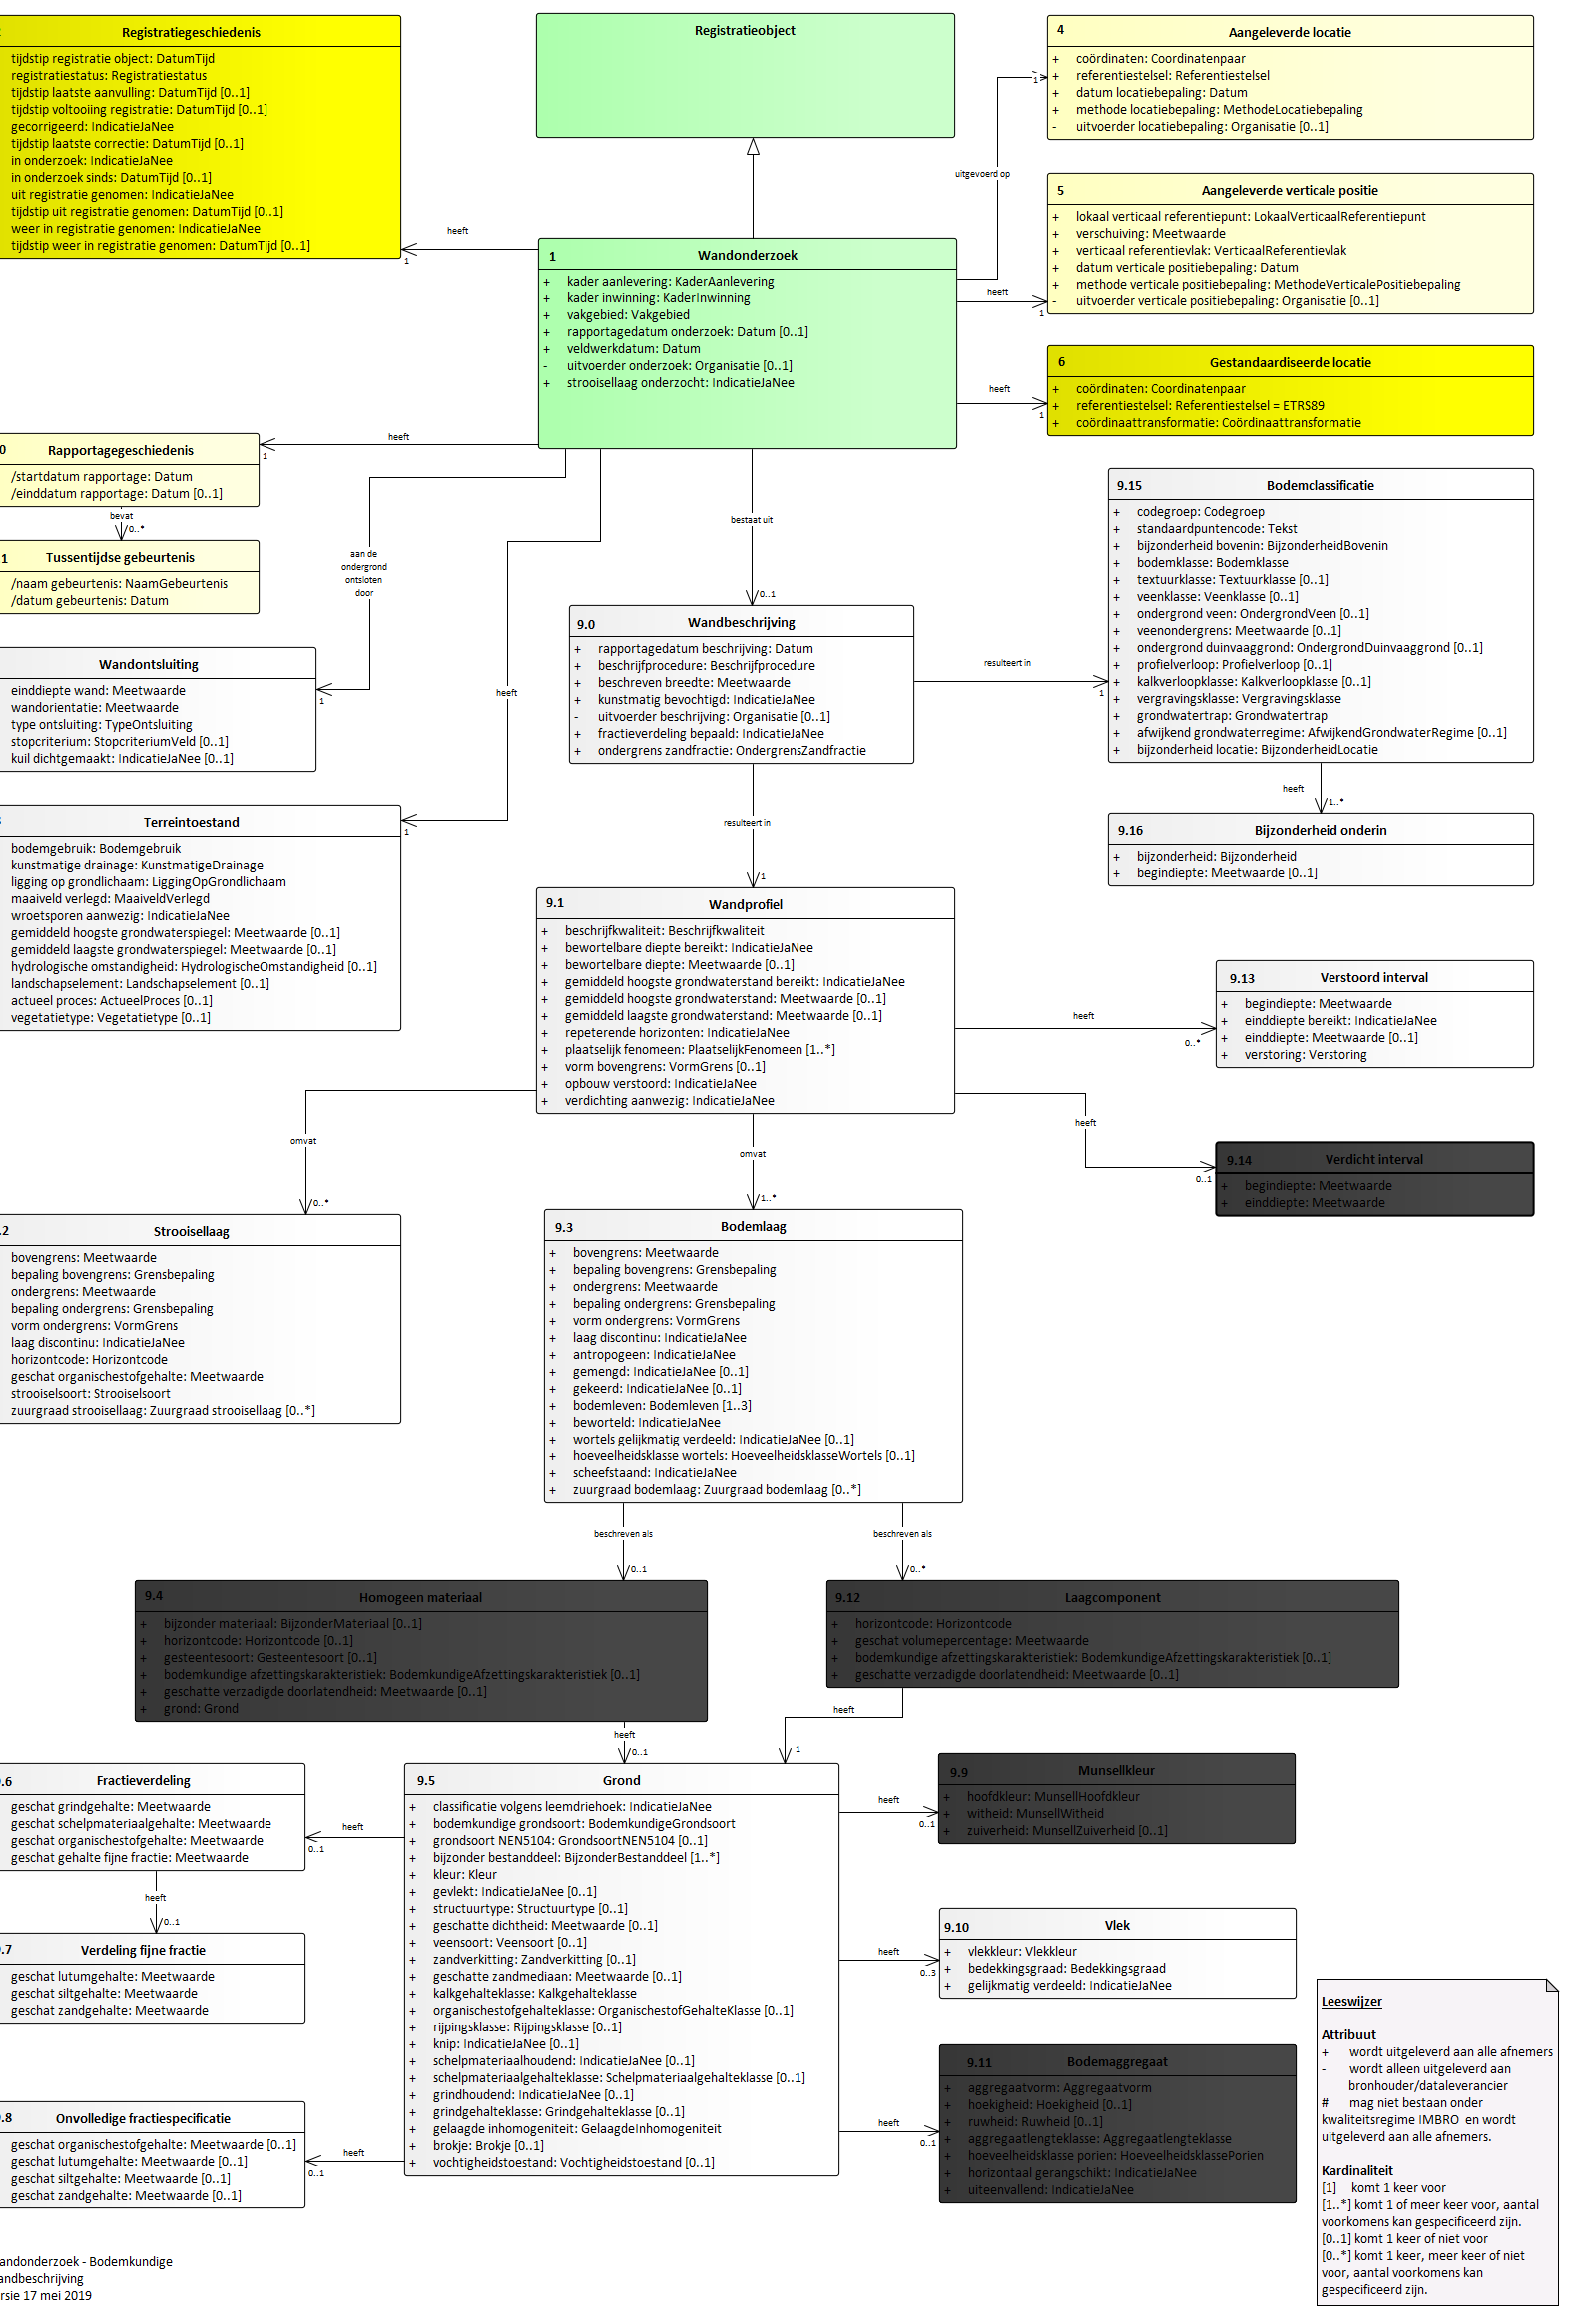 Registratiegeschiedenis
tijdstip registratie object: DatumTijd
registratiestatus: Registratiestatus
tijdstip laatste aanvulling: DatumTijd [0..1]
tijdstip voltooiing registratie: DatumTijd [0..1]
gecorrigeerd: IndicatieJaNee
tijdstip laatste correctie: DatumTijd [0..1]
in onderzoek: IndicatieJaNee
in onderzoek sinds: DatumTijd [0..1]
uit registratie genomen: IndicatieJaNee
tijdstip uit registratie genomen: DatumTijd [0..1]
weer in registratie genomen: IndicatieJaNee
tijdstip weer in registratie genomen: DatumTijd [0..1]
Registratieobject
4 Aangeleverde locatie
+ coördinaten: Coordinatenpaar
+ referentiestelsel: Referentiestelsel
+ datum locatiebepaling: Datum
+ methode locatiebepaling: MethodeLocatiebepaling
- uitvoerder locatiebepaling: Organisatie [0..1]
1
uitgevoerd op
5 Aangeleverde verticale positie
+ lokaal verticaal referentiepunt: LokaalVerticaalReferentiepunt
+ verschuiving: Meetwaarde
+ verticaal referentievlak: VerticaalReferentievlak
+ datum verticale positiebepaling: Datum
+ methode verticale positiebepaling: MethodeVerticalePositiebepaling
- uitvoerder verticale positiebepaling: Organisatie [0..1]
heeft
1
heeft
1
1 Wandonderzoek
+ kader aanlevering: KaderAanlevering
+ kader inwinning: KaderInwinning
+ vakgebied: Vakgebied
+ rapportagedatum onderzoek: Datum [0..1]
+ veldwerkdatum: Datum
- uitvoerder onderzoek: Organisatie [0..1]
+ strooisellaag onderzocht: IndicatieJaNee
6 Gestandaardiseerde locatie
+ coördinaten: Coordinatenpaar
+ referentiestelsel: Referentiestelsel = ETRS89
+ coördinaattransformatie: Coördinaattransformatie
heeft
1
heeft
1
0 Rapportagegeschiedenis
/startdatum rapportage: Datum
/einddatum rapportage: Datum [0..1]
bevat
0..*
1 Tussentijdse gebeurtenis
/naam gebeurtenis: NaamGebeurtenis
/datum gebeurtenis: Datum
aan de
ondergrond
ontsloten
door
1
Wandontsluiting
einddiepte wand: Meetwaarde
wandorientatie: Meetwaarde
type ontsluiting: TypeOntsluiting
stopcriterium: StopcriteriumVeld [0..1]
kuil dichtgemaakt: IndicatieJaNee [0..1]
heeft
1
bestaat uit
0..1
9.0 Wandbeschrijving
+ rapportagedatum beschrijving: Datum
+ beschrijfprocedure: Beschrijfprocedure
+ beschreven breedte: Meetwaarde
+ kunstmatig bevochtigd: IndicatieJaNee
- uitvoerder beschrijving: Organisatie [0..1]
+ fractieverdeling bepaald: IndicatieJaNee
+ ondergrens zandfractie: OndergrensZandfractie
resulteert in
1
9.15 Bodemclassificatie
+ codegroep: Codegroep
+ standaardpuntencode: Tekst
+ bijzonderheid bovenin: BijzonderheidBovenin
+ bodemklasse: Bodemklasse
+ textuurklasse: Textuurklasse [0..1]
+ veenklasse: Veenklasse [0..1]
+ ondergrond veen: OndergrondVeen [0..1]
+ veenondergrens: Meetwaarde [0..1]
+ ondergrond duinvaaggrond: OndergrondDuinvaaggrond [0..1]
+ profielverloop: Profielverloop [0..1]
+ kalkverloopklasse: Kalkverloopklasse [0..1]
+ vergravingsklasse: Vergravingsklasse
+ grondwatertrap: Grondwatertrap
+ afwijkend grondwaterregime: AfwijkendGrondwaterRegime [0..1]
+ bijzonderheid locatie: BijzonderheidLocatie
heeft
1..*
9.16 Bijzonderheid onderin
+ bijzonderheid: Bijzonderheid
+ begindiepte: Meetwaarde [0..1]
Terreintoestand
bodemgebruik: Bodemgebruik
kunstmatige drainage: KunstmatigeDrainage
ligging op grondlichaam: LiggingOpGrondlichaam
maaiveld verlegd: MaaiveldVerlegd
wroetsporen aanwezig: IndicatieJaNee
gemiddeld hoogste grondwaterspiegel: Meetwaarde [0..1]
gemiddeld laagste grondwaterspiegel: Meetwaarde [0..1]
hydrologische omstandigheid: HydrologischeOmstandigheid [0..1]
landschapselement: Landschapselement [0..1]
actueel proces: ActueelProces [0..1]
vegetatietype: Vegetatietype [0..1]
resulteert in
1
9.1 Wandprofiel
+ beschrijfkwaliteit: Beschrijfkwaliteit
+ bewortelbare diepte bereikt: IndicatieJaNee
+ bewortelbare diepte: Meetwaarde [0..1]
+ gemiddeld hoogste grondwaterstand bereikt: IndicatieJaNee
+ gemiddeld hoogste grondwaterstand: Meetwaarde [0..1]
+ gemiddeld laagste grondwaterstand: Meetwaarde [0..1]
+ repeterende horizonten: IndicatieJaNee
+ plaatselijk fenomeen: PlaatselijkFenomeen [1..*]
+ vorm bovengrens: VormGrens [0..1]
+ opbouw verstoord: IndicatieJaNee
+ verdichting aanwezig: IndicatieJaNee
heeft
0..*
9.13 Verstoord interval
+ begindiepte: Meetwaarde
+ einddiepte bereikt: IndicatieJaNee
+ einddiepte: Meetwaarde [0..1]
+ verstoring: Verstoring
heeft
0..1
9.14 Verdicht interval
+ begindiepte: Meetwaarde
+ einddiepte: Meetwaarde
omvat
0..*
omvat
1..*
.2 Strooisellaag
bovengrens: Meetwaarde
bepaling bovengrens: Grensbepaling
ondergrens: Meetwaarde
bepaling ondergrens: Grensbepaling
vorm ondergrens: VormGrens
laag discontinu: IndicatieJaNee
horizontcode: Horizontcode
geschat organischestofgehalte: Meetwaarde
strooiselsoort: Strooiselsoort
zuurgraad strooisellaag: Zuurgraad strooisellaag [0..*]
9.3 Bodemlaag
+ bovengrens: Meetwaarde
+ bepaling bovengrens: Grensbepaling
+ ondergrens: Meetwaarde
+ bepaling ondergrens: Grensbepaling
+ vorm ondergrens: VormGrens
+ laag discontinu: IndicatieJaNee
+ antropogeen: IndicatieJaNee
+ gemengd: IndicatieJaNee [0..1]
+ gekeerd: IndicatieJaNee [0..1]
+ bodemleven: Bodemleven [1..3]
+ beworteld: IndicatieJaNee
+ wortels gelijkmatig verdeeld: IndicatieJaNee [0..1]
+ hoeveelheidsklasse wortels: HoeveelheidsklasseWortels [0..1]
+ scheefstaand: IndicatieJaNee
+ zuurgraad bodemlaag: Zuurgraad bodemlaag [0..*]
beschreven als
0..1
beschreven als
0..*
9.4 Homogeen materiaal
+ bijzonder materiaal: BijzonderMateriaal [0..1]
+ horizontcode: Horizontcode [0..1]
+ gesteentesoort: Gesteentesoort [0..1]
+ bodemkundige afzettingskarakteristiek: BodemkundigeAfzettingskarakteristiek [0..1]
+ geschatte verzadigde doorlatendheid: Meetwaarde [0..1]
+ grond: Grond
9.12 Laagcomponent
+ horizontcode: Horizontcode
+ geschat volumepercentage: Meetwaarde
+ bodemkundige afzettingskarakteristiek: BodemkundigeAfzettingskarakteristiek [0..1]
+ geschatte verzadigde doorlatendheid: Meetwaarde [0..1]
heeft
0..1
heeft
1
.6 Fractieverdeling
geschat grindgehalte: Meetwaarde
geschat schelpmateriaalgehalte: Meetwaarde
geschat organischestofgehalte: Meetwaarde
geschat gehalte fijne fractie: Meetwaarde
heeft
0..1
heeft
0..1
.7 Verdeling fijne fractie
geschat lutumgehalte: Meetwaarde
geschat siltgehalte: Meetwaarde
geschat zandgehalte: Meetwaarde
.8 Onvolledige fractiespecificatie
geschat organischestofgehalte: Meetwaarde [0..1]
geschat lutumgehalte: Meetwaarde [0..1]
geschat siltgehalte: Meetwaarde [0..1]
geschat zandgehalte: Meetwaarde [0..1]
heeft
0..1
9.5 Grond
+ classificatie volgens leemdriehoek: IndicatieJaNee
+ bodemkundige grondsoort: BodemkundigeGrondsoort
+ grondsoort NEN5104: GrondsoortNEN5104 [0..1]
+ bijzonder bestanddeel: BijzonderBestanddeel [1..*]
+ kleur: Kleur
+ gevlekt: IndicatieJaNee [0..1]
+ structuurtype: Structuurtype [0..1]
+ geschatte dichtheid: Meetwaarde [0..1]
+ veensoort: Veensoort [0..1]
+ zandverkitting: Zandverkitting [0..1]
+ geschatte zandmediaan: Meetwaarde [0..1]
+ kalkgehalteklasse: Kalkgehalteklasse
+ organischestofgehalteklasse: OrganischestofGehalteKlasse [0..1]
+ rijpingsklasse: Rijpingsklasse [0..1]
+ knip: IndicatieJaNee [0..1]
+ schelpmateriaalhoudend: IndicatieJaNee [0..1]
+ schelpmateriaalgehalteklasse: Schelpmateriaalgehalteklasse [0..1]
+ grindhoudend: IndicatieJaNee [0..1]
+ grindgehalteklasse: Grindgehalteklasse [0..1]
+ gelaagde inhomogeniteit: GelaagdeInhomogeniteit
+ brokje: Brokje [0..1]
+ vochtigheidstoestand: Vochtigheidstoestand [0..1]
heeft
0..1
9.9 Munsellkleur
+ hoofdkleur: MunsellHoofdkleur
+ witheid: MunsellWitheid
+ zuiverheid: MunsellZuiverheid [0..1]
heeft
0..3
9.10 Vlek
+ vlekkleur: Vlekkleur
+ bedekkingsgraad: Bedekkingsgraad
+ gelijkmatig verdeeld: IndicatieJaNee
heeft
0..1
9.11 Bodemaggregaat
+ aggregaatvorm: Aggregaatvorm
+ hoekigheid: Hoekigheid [0..1]
+ ruwheid: Ruwheid [0..1]
+ aggregaatlengteklasse: Aggregaatlengteklasse
+ hoeveelheidsklasse porien: HoeveelheidsklassePorien
+ horizontaal gerangschikt: IndicatieJaNee
+ uiteenvallend: IndicatieJaNee
Leeswijzer
Attribuut
+ wordt uitgeleverd aan alle afnemers
- wordt alleen uitgeleverd aan
bronhouder/dataleverancier
# mag niet bestaan onder
kwaliteitsregime IMBRO en wordt
uitgeleverd aan alle afnemers.
Kardinaliteit
[1] komt 1 keer voor
[1..*] komt 1 of meer keer voor, aantal
voorkomens kan gespecificeerd zijn.
[0..1] komt 1 keer of niet voor
[0..*] komt 1 keer, meer keer of niet
voor, aantal voorkomens kan
gespecificeerd zijn.
andonderzoek - Bodemkundige
andbeschrijving
rsie 17 mei 2019